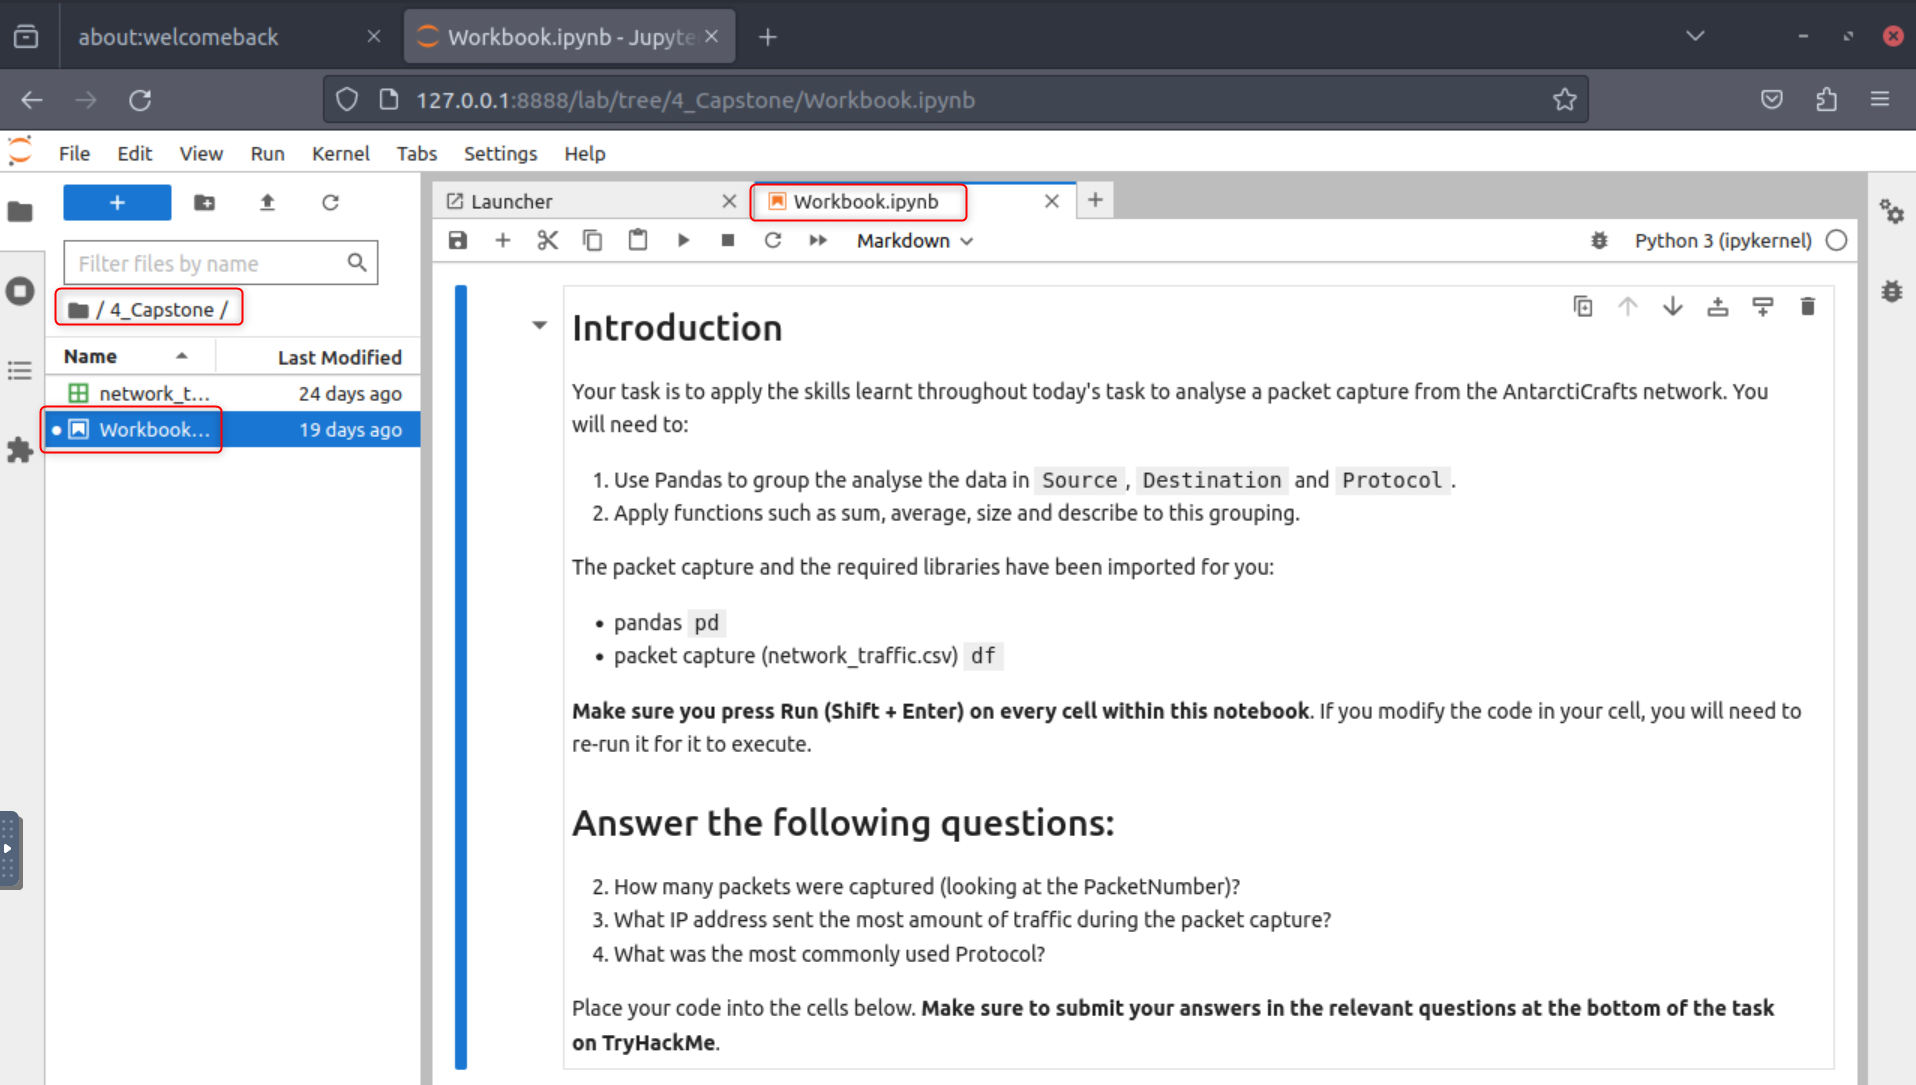 about:welcomeback
Workbook.ipynb - Jupyte
127.0.0.1:8888/lab/tree/4_Capstone/Workbook.ipynb
File Edit View Run Kernel Tabs Settings Help
Launcher
Workbook.ipynb
Filter files by name
Markdown
Python 3 (ipykernel)
/ 4_Capstone /
Name Last Modified
network_t... 24 days ago
Workbook... 19 days ago
Introduction
Your task is to apply the skills learnt throughout today's task to analyse a packet capture from the AntarctiCrafts network. You
will need to:
1. Use Pandas to group the analyse the data in Source, Destination and Protocol.
2. Apply functions such as sum, average, size and describe to this grouping.
The packet capture and the required libraries have been imported for you:
• pandas pd
• packet capture (network_traffic.csv) df
Make sure you press Run (Shift + Enter) on every cell within this notebook. If you modify the code in your cell, you will need to
re-run it for it to execute.
Answer the following questions:
2. How many packets were captured (looking at the PacketNumber)?
3. What IP address sent the most amount of traffic during the packet capture?
4. What was the most commonly used Protocol?
Place your code into the cells below. Make sure to submit your answers in the relevant questions at the bottom of the task
on TryHackMe.